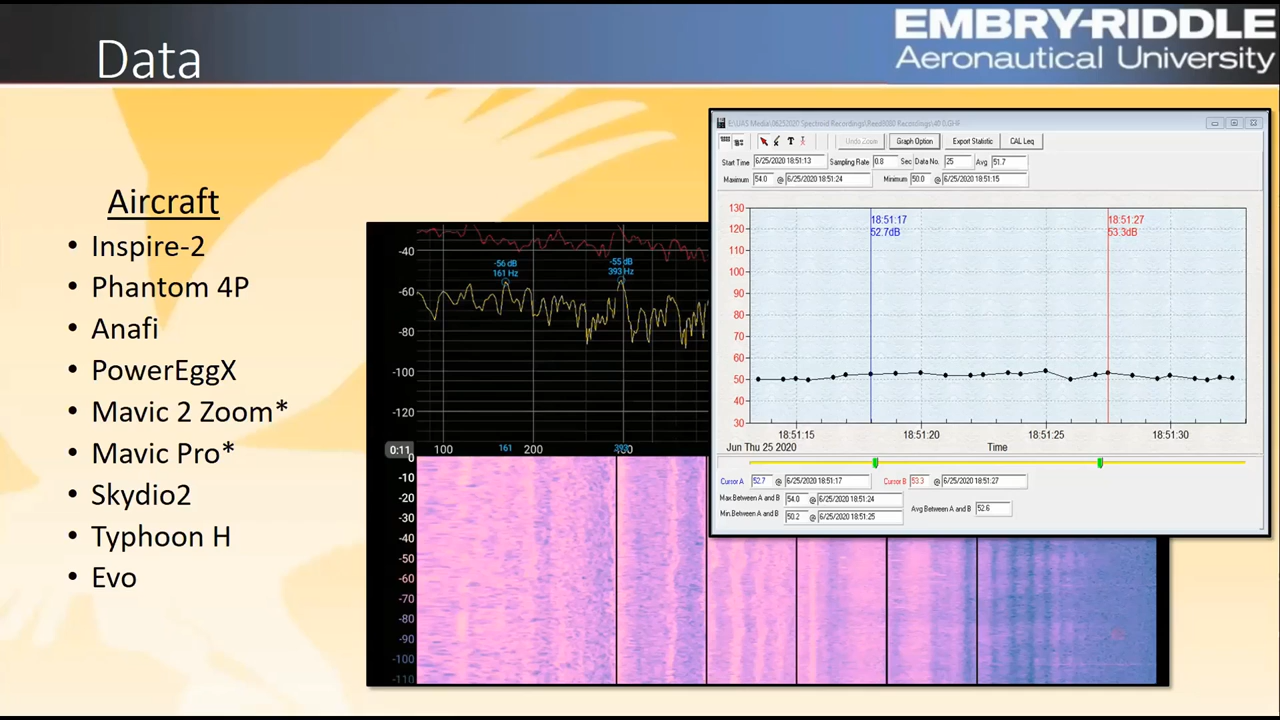 Data
EMBRY-RIDDLE
Aeronautical University
Aircraft
• Inspire-2
• Phantom 4P
• Anafi
• PowerEggX
• Mavic 2 Zoom*
• Mavic Pro*
• Skydio2
• Typhoon H
• Evo
-40
-60
-80
-100
-120
-56 dB
161 Hz
-55 dB
393 Hz
0:11
100
161
200
393
0
-10
-20
-30
-40
-50
-60
-70
-80
-90
-100
-110
Undo Zoom
Graph Option
Export Statistic
CAL Leq
Start Time 6/25/2020 18:51:13 Sampling Rate 0.8 Sec Data No. 25 Avg 51.7
Maximum 54.0 @ 6/25/2020 18:51:24 Minimum 50.0 @ 6/25/2020 18:51:15
130
120
110
100
90
80
70
60
50
40
30
18:51:17
52.7dB
18:51:27
53.3dB
18:51:15 18:51:20 18:51:25 18:51:30
Jun Thu 25 2020 Time
Cursor A 52.7 @ 6/25/2020 18:51:17 Cursor B 53.3 @ 6/25/2020 18:51:27
Max.Between A and B 54.0 @ 6/25/2020 18:51:24
Min.Between A and B 50.2 @ 6/25/2020 18:51:25
Avg Between A and B 52.6